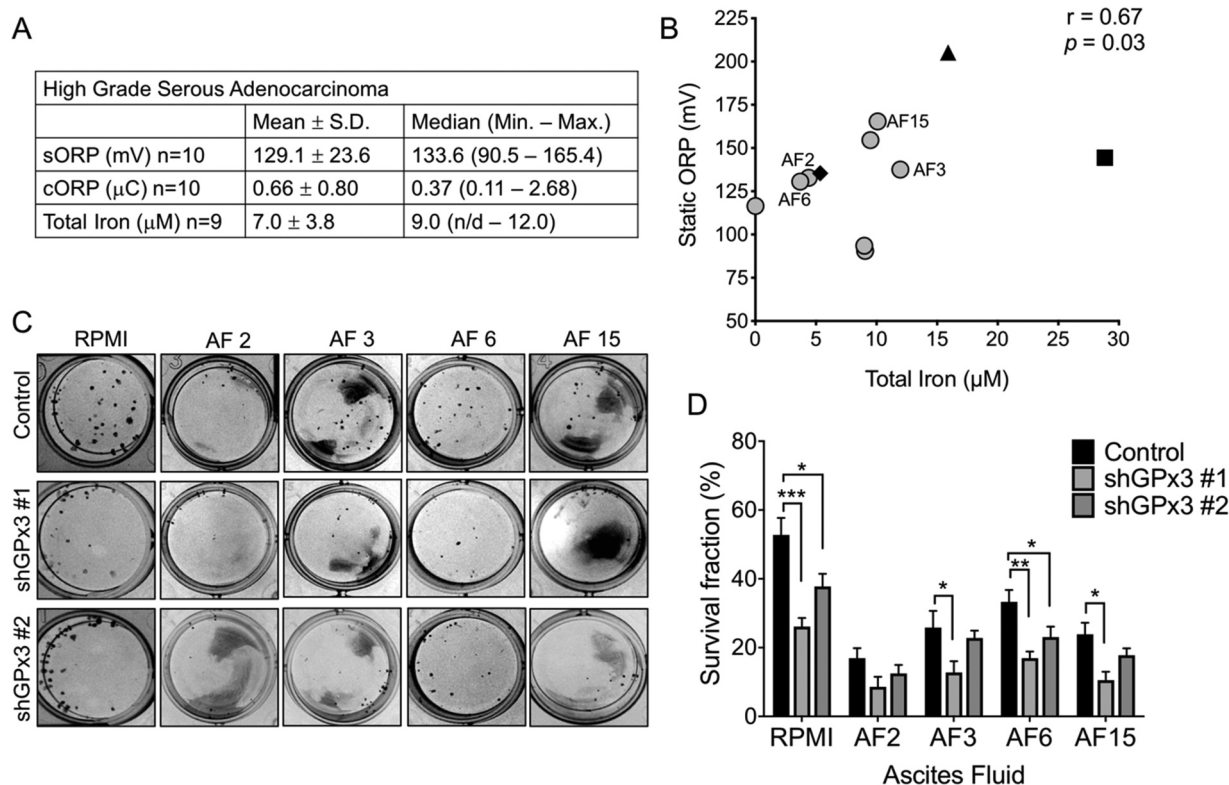 A
High Grade Serous Adenocarcinoma
Mean ± S.D. Median (Min. – Max.)
sORP (mV) n=10 129.1 ± 23.6 133.6 (90.5 – 165.4)
cORP (μC) n=10 0.66 ± 0.80 0.37 (0.11 – 2.68)
Total Iron (μM) n=9 7.0 ± 3.8 9.0 (n/d – 12.0)
B
r = 0.67
p = 0.03
Static ORP (mV)
225
200
175
150
125
100
75
50
AF15
AF2
AF3
AF6
0 5 10 15 20 25 30
Total Iron (μM)
C
RPMI AF 2 AF 3 AF 6 AF 15
Control
shGPx3 #1
shGPx3 #2
D
Survival fraction (%)
80
60
40
20
0
Control
shGPx3 #1
shGPx3 #2
*
***
*
*
**
*
RPMI AF2 AF3 AF6 AF15
Ascites Fluid